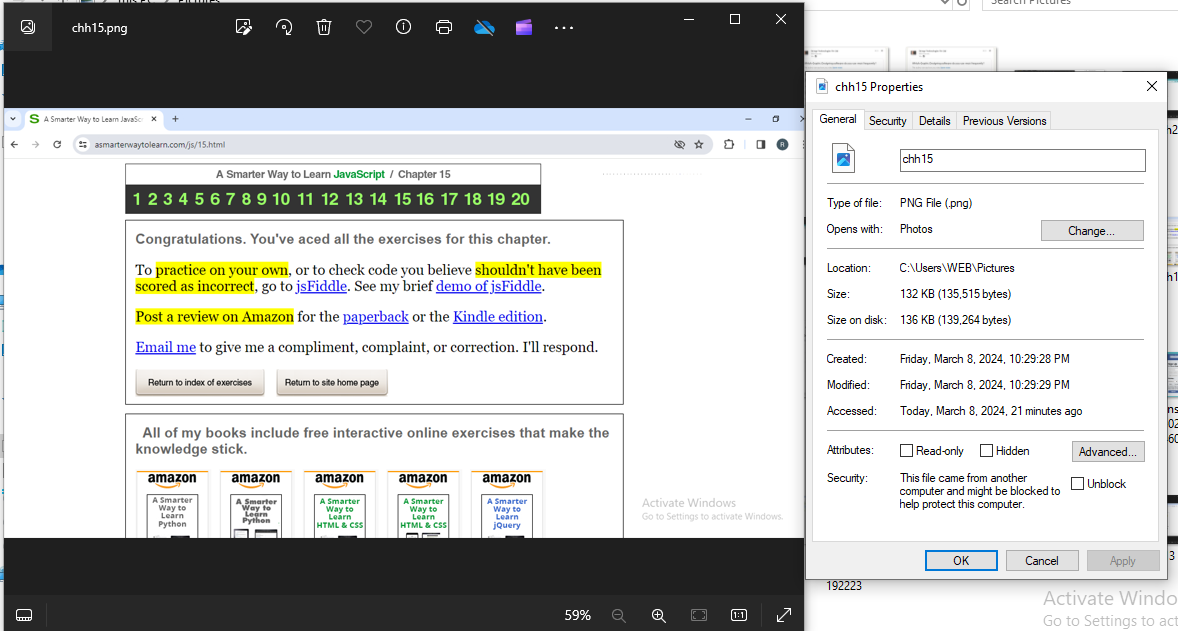 chh15.png
A Smarter Way to Learn JavaSc
asmarterwaytolearn.com/js/15.html
R
A Smarter Way to Learn JavaScript / Chapter 15
1 2 3 4 5 6 7 8 9 10 11 12 13 14 15 16 17 18 19 20
Congratulations. You've aced all the exercises for this chapter.
To practice on your own, or to check code you believe shouldn't have been
scored as incorrect, go to jsFiddle. See my brief demo of jsFiddle.
Post a review on Amazon for the paperback or the Kindle edition.
Email me to give me a compliment, complaint, or correction. I'll respond.
Return to index of exercises
Return to site home page
All of my books include free interactive online exercises that make the
knowledge stick.
amazon amazon amazon amazon amazon
A Smarter
Way to
Learn
Python
A Smarter
Way to
Learn
Python
A Smarter
Way to
Learn
HTML & CSS
A Smarter
Way to
Learn
HTML & CSS
A Smarter
Way to
Learn
jQuery
Activate Windows
Go to Settings to activate Windows.
59%
1:1
Pictures
Search Pictures
chh15 Properties
General
Security
Details
Previous Versions
chh15
Type of file: PNG File (.png)
Opens with: Photos
Change...
Location: C:\Users\WEB\Pictures
Size: 132 KB (135,515 bytes)
Size on disk: 136 KB (139,264 bytes)
Created: Friday, March 8, 2024, 10:29:28 PM
Modified: Friday, March 8, 2024, 10:29:29 PM
Accessed: Today, March 8, 2024, 21 minutes ago
Attributes: Read-only Hidden Advanced...
Security: This file came from another
computer and might be blocked to
help protect this computer.
Unblock
OK
Cancel
Apply
192223
Activate Windo
Go to Settings to act